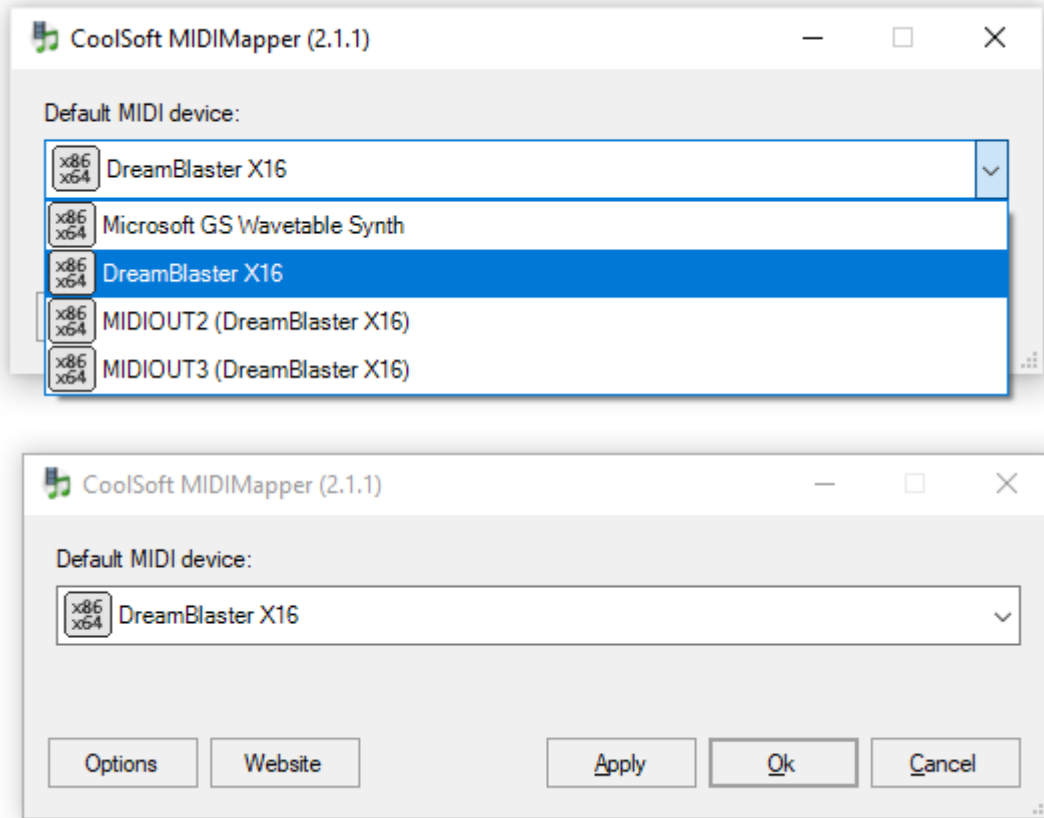 CoolSoft MIDIMapper (2.1.1)
Default MIDI device:
x86 x64 DreamBlaster X16
x86 x64 Microsoft GS Wavetable Synth
x86 x64 DreamBlaster X16
x86 x64 MIDIOUT2 (DreamBlaster X16)
x86 x64 MIDIOUT3 (DreamBlaster X16)
CoolSoft MIDIMapper (2.1.1)
Default MIDI device:
x86 x64 DreamBlaster X16
Options Website Apply Ok Cancel